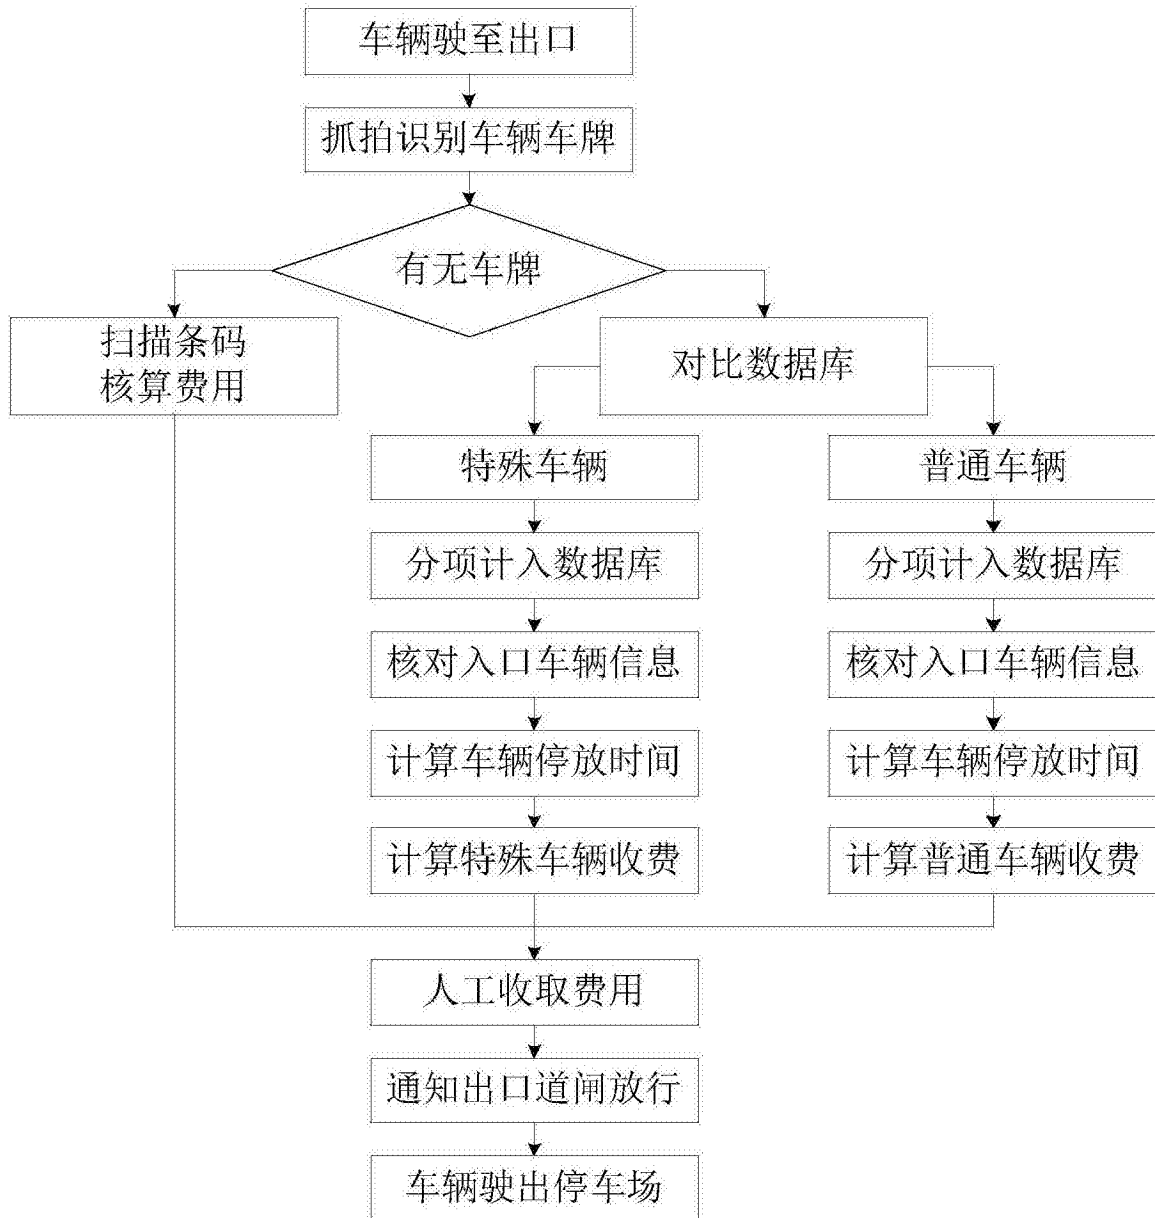 车辆驶至出口
抓拍识别车辆车牌
有无车牌
扫描条码
核算费用
对比数据库
特殊车辆
普通车辆
分项计入数据库
分项计入数据库
核对入口车辆信息
核对入口车辆信息
计算车辆停放时间
计算车辆停放时间
计算特殊车辆收费
计算普通车辆收费
人工收取费用
通知出口道闸放行
车辆驶出停车场